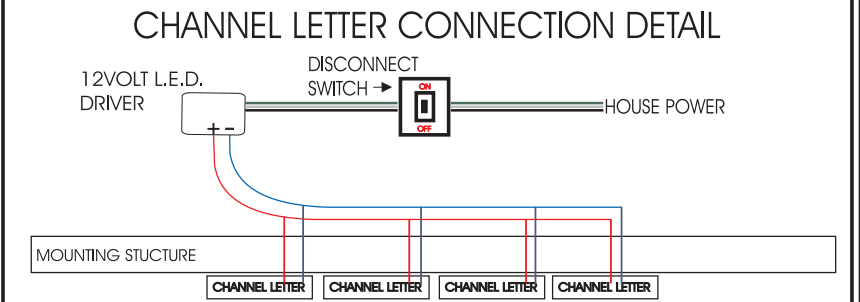 CHANNEL LETTER CONNECTION DETAIL
12VOLT L.E.D.
DRIVER
DISCONNECT
SWITCH
ON
OFF
HOUSE POWER
+ –
MOUNTING STUCTURE
CHANNEL LETTER
CHANNEL LETTER
CHANNEL LETTER
CHANNEL LETTER